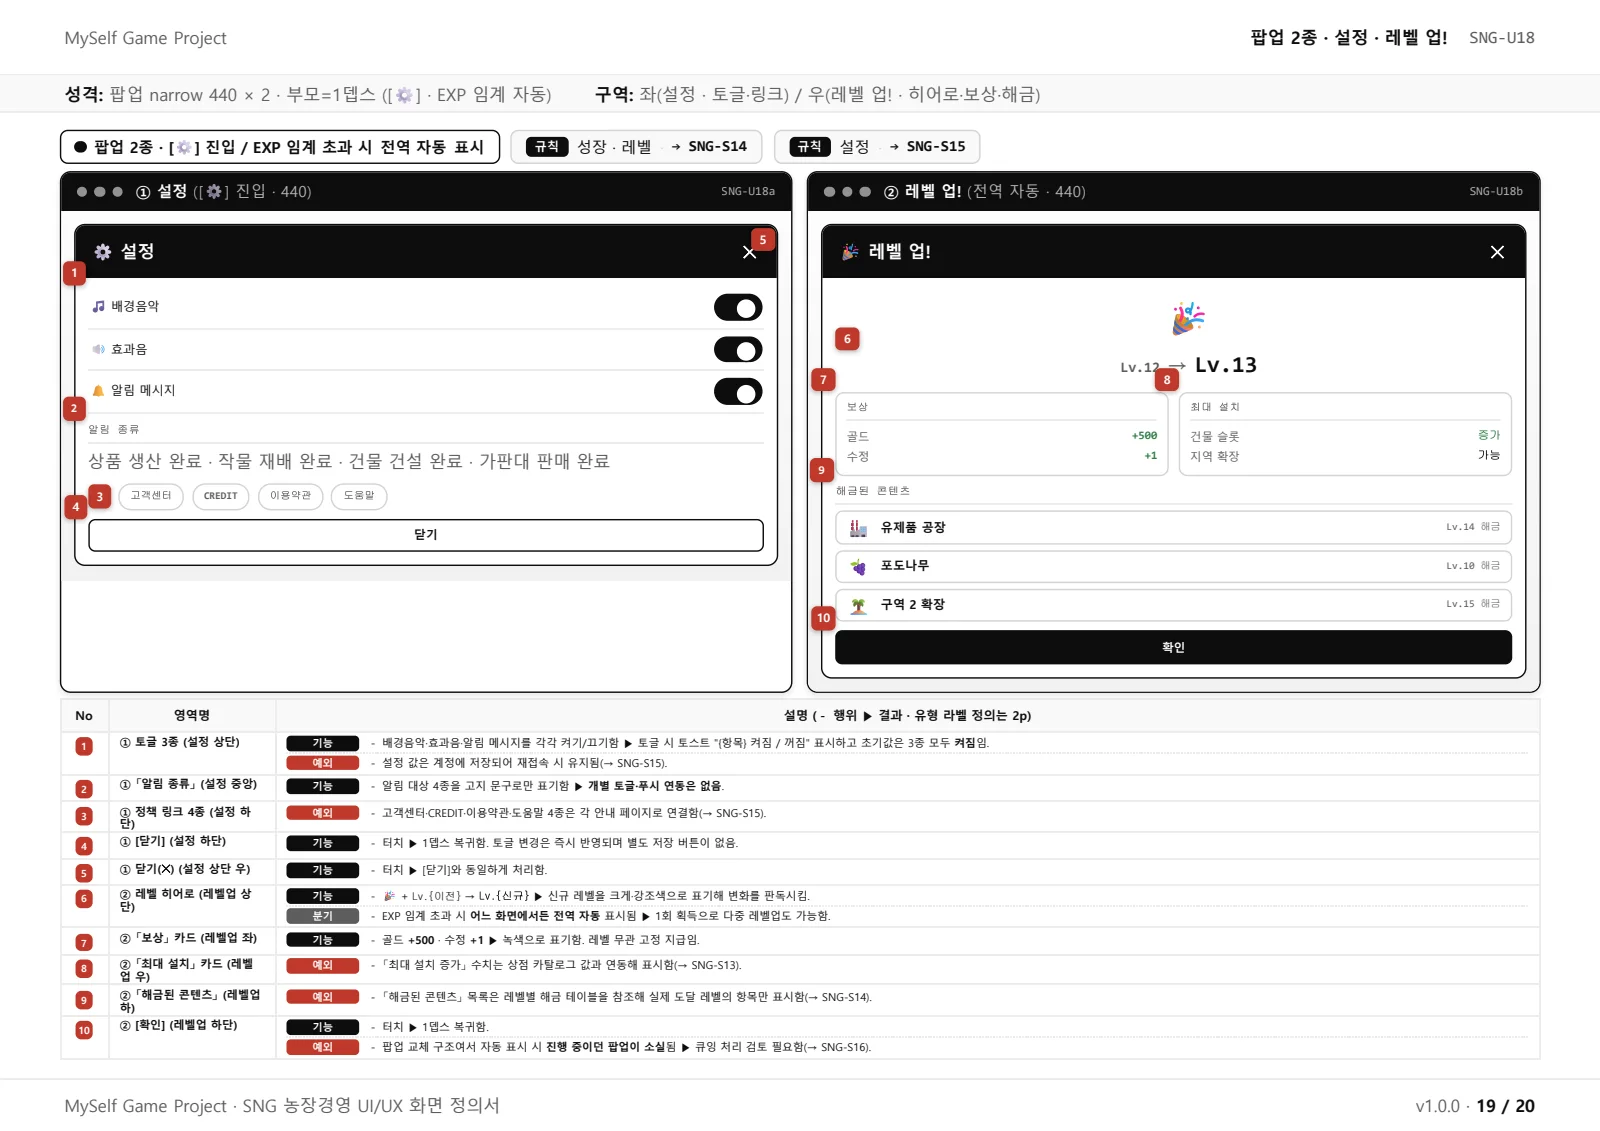 MySelf Game Project
팝업 2종 · 설정 · 레벨 업! SNG-U18
성격: 팝업 narrow 440 × 2 · 부모=1뎁스 ([⚙] · EXP 임계 자동) 구역: 좌(설정 · 토글·링크) / 우(레벨 업! · 히어로·보상·해금)
● 팝업 2종 · [⚙] 진입 / EXP 임계 초과 시 전역 자동 표시
규칙 성장 · 레벨 → SNG-S14
규칙 설정 → SNG-S15
① 설정 ([⚙] 진입 · 440) SNG-U18a
⚙ 설정 ✕
5
1
🎵 배경음악
🔊 효과음
🔔 알림 메시지
2
알림 종류
상품 생산 완료 · 작물 재배 완료 · 건물 건설 완료 · 가판대 판매 완료
3 고객센터 CREDIT 이용약관 도움말
4
닫기
② 레벨 업! (전역 자동 · 440) SNG-U18b
🎉 레벨 업! ✕
🎉
6
Lv.12 → Lv.13
7
8
보상
골드 +500
수정 +1
최대 설치
건물 슬롯 증가
지역 확장 가능
9
해금된 콘텐츠
유제품 공장 Lv.14 해금
포도나무 Lv.10 해금
구역 2 확장 Lv.15 해금
10
확인
No 영역명 설명 ( - 행위 ▶ 결과 · 유형 라벨 정의는 2p)
1 ① 토글 3종 (설정 상단) 기능 - 배경음악·효과음·알림 메시지를 각각 켜기/끄기함 ▶ 토글 시 토스트 "{항목} 켜짐 / 꺼짐" 표시하고 초기값은 3종 모두 켜짐임.
예외 - 설정 값은 계정에 저장되어 재접속 시 유지됨(→ SNG-S15).
2 ①「알림 종류」(설정 중앙) 기능 - 알림 대상 4종을 고지 문구로만 표기함 ▶ 개별 토글·푸시 연동은 없음.
3 ① 정책 링크 4종 (설정 하
단) 예외 - 고객센터·CREDIT·이용약관·도움말 4종은 각 안내 페이지로 연결함(→ SNG-S15).
4 ① [닫기] (설정 하단) 기능 - 터치 ▶ 1뎁스 복귀함. 토글 변경은 즉시 반영되며 별도 저장 버튼이 없음.
5 ① 닫기(✕) (설정 상단 우) 기능 - 터치 ▶ [닫기]와 동일하게 처리함.
6 ② 레벨 히어로 (레벨업 상
단) 기능 - 🎉 + Lv.{이전} → Lv.{신규} ▶ 신규 레벨을 크게·강조색으로 표기해 변화를 판독시킴.
분기 - EXP 임계 초과 시 어느 화면에서든 전역 자동 표시됨 ▶ 1회 획득으로 다중 레벨업도 가능함.
7 ②「보상」카드 (레벨업 좌) 기능 - 골드 +500 · 수정 +1 ▶ 녹색으로 표기함. 레벨 무관 고정 지급임.
8 ②「최대 설치」카드 (레벨
업 우) 예외 -「최대 설치 증가」수치는 상점 카탈로그 값과 연동해 표시함(→ SNG-S13).
9 ②「해금된 콘텐츠」(레벨업
하) 예외 -「해금된 콘텐츠」목록은 레벨별 해금 테이블을 참조해 실제 도달 레벨의 항목만 표시함(→ SNG-S14).
10 ② [확인] (레벨업 하단) 기능 - 터치 ▶ 1뎁스 복귀함.
예외 - 팝업 교체 구조여서 자동 표시 시 진행 중이던 팝업이 소실됨 ▶ 큐잉 처리 검토 필요함(→ SNG-S16).
MySelf Game Project · SNG 농장경영 UI/UX 화면 정의서
v1.0.0 · 19 / 20